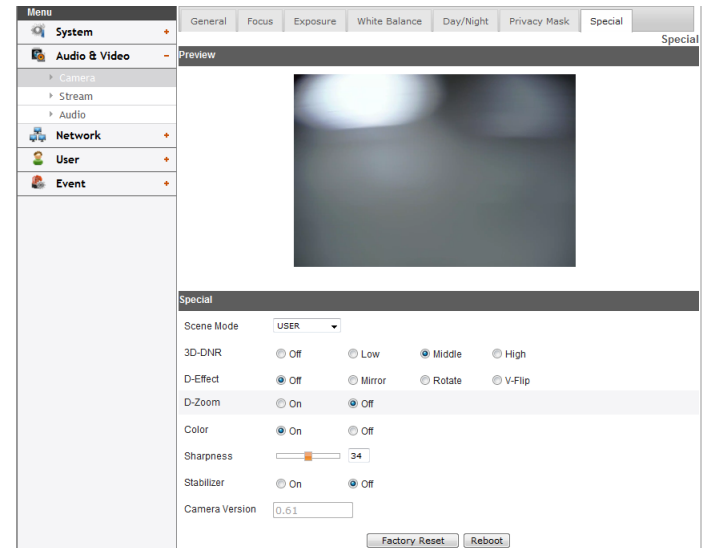 Menu
System +
Audio & Video -
Camera
Stream
Audio
Network +
User +
Event +
General Focus Exposure White Balance Day/Night Privacy Mask Special
Special
Preview
Special
Scene Mode USER
3D-DNR Off Low Middle High
D-Effect Off Mirror Rotate V-Flip
D-Zoom On Off
Color On Off
Sharpness 34
Stabilizer On Off
Camera Version 0.61
Factory Reset Reboot